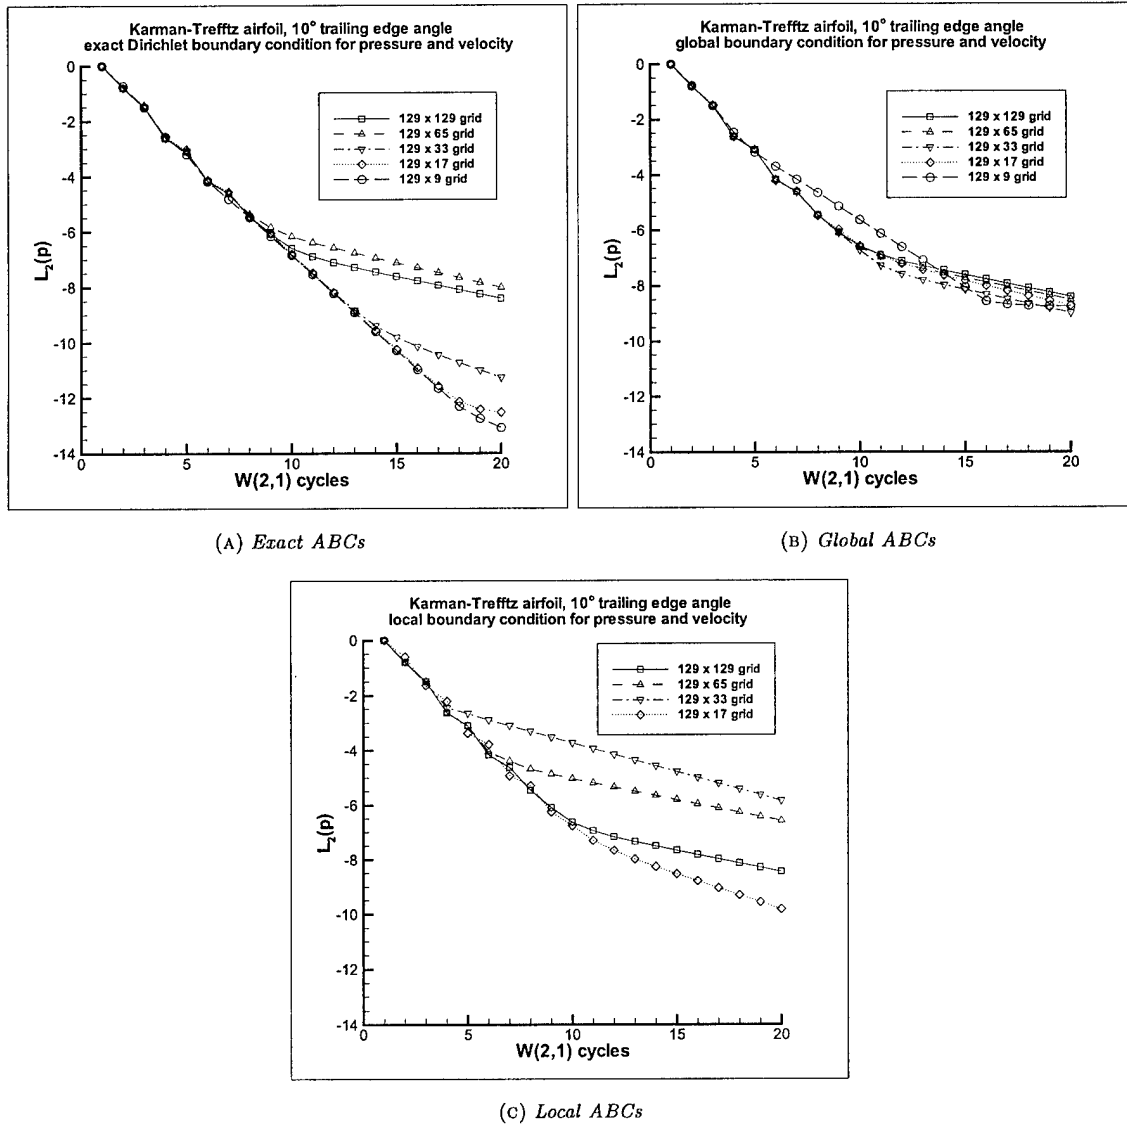 Karman-Trefftz airfoil, 10° trailing edge angle
exact Dirichlet boundary condition for pressure and velocity
129 x 129 grid
129 x 65 grid
129 x 33 grid
129 x 17 grid
129 x 9 grid
0
-2
-4
-6
-8
-10
-12
-14
L2(p)
0 5 10 15 20
W(2,1) cycles
(A) Exact ABCs
Karman-Trefftz airfoil, 10° trailing edge angle
global boundary condition for pressure and velocity
129 x 129 grid
129 x 65 grid
129 x 33 grid
129 x 17 grid
129 x 9 grid
0
-2
-4
-6
-8
-10
-12
-14
L2(p)
0 5 10 15 20
W(2,1) cycles
(B) Global ABCs
Karman-Trefftz airfoil, 10° trailing edge angle
local boundary condition for pressure and velocity
129 x 129 grid
129 x 65 grid
129 x 33 grid
129 x 17 grid
0
-2
-4
-6
-8
-10
-12
-14
L2(p)
0 5 10 15 20
W(2,1) cycles
(C) Local ABCs